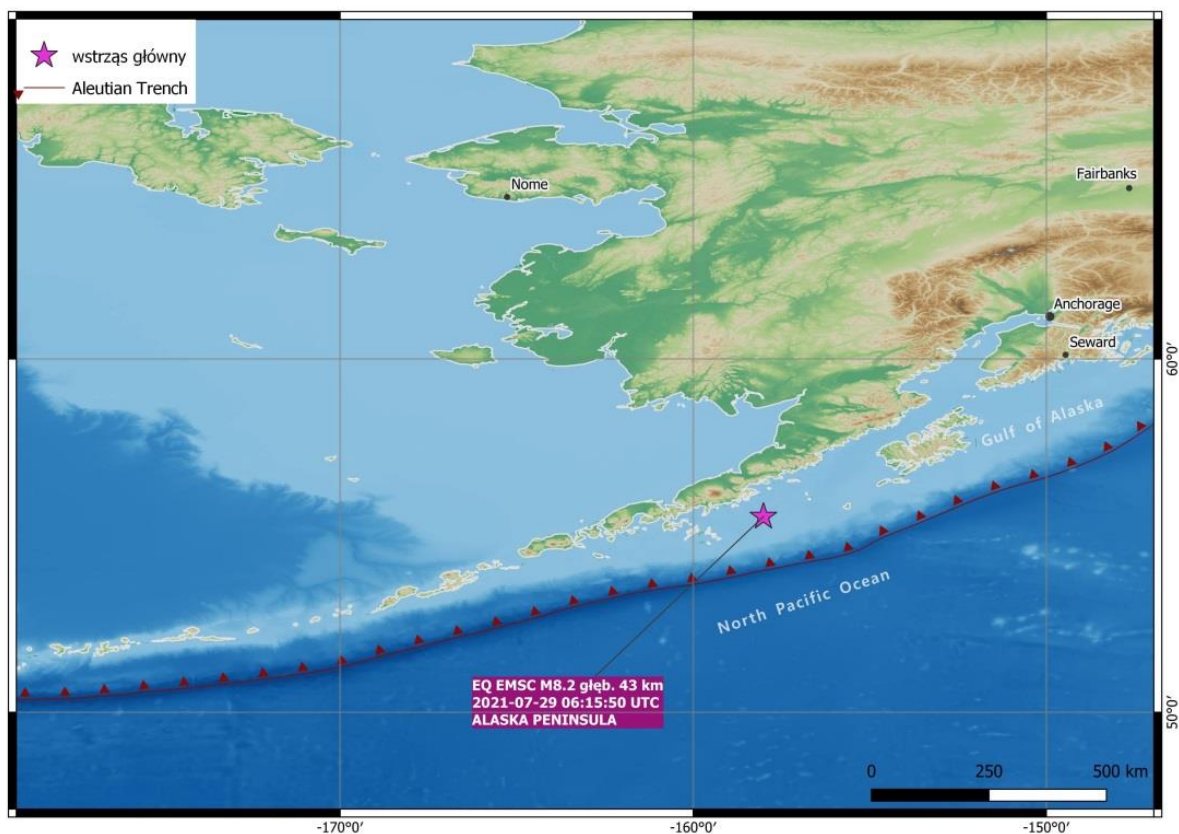 wstrząs główny
Aleutian Trench
Nome
Fairbanks
Anchorage
Seward
60°0′
Gulf of Alaska
North Pacific Ocean
EQ EMSC M8.2 głęb. 43 km
2021-07-29 06:15:50 UTC
ALASKA PENINSULA
50°0′
0 250 500 km
-170°0′ -160°0′ -150°0′